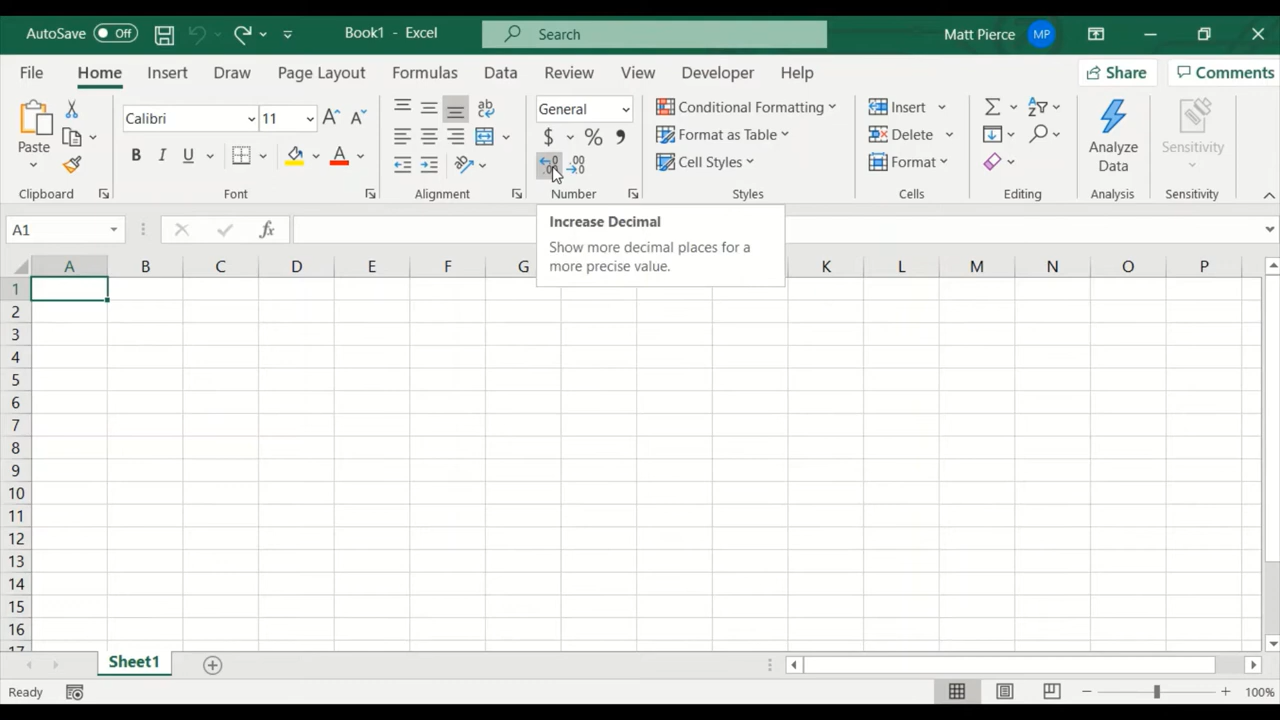 AutoSave Off Book1 - Excel Search Matt Pierce MP
File Home Insert Draw Page Layout Formulas Data Review View Developer Help Share Comments
Paste
Clipboard
Calibri 11
B I U A
Font
ab
Alignment
General
$ % ,
Number
Conditional Formatting
Format as Table
Cell Styles
Styles
Insert
Delete
Format
Cells
Σ
Editing
Analyze
Data
Analysis
Sensitivity
Sensitivity
A1 fx
Increase Decimal
Show more decimal places for a
more precise value.
A B C D E F G K L M N O P
1
2
3
4
5
6
7
8
9
10
11
12
13
14
15
16
17
Sheet1
Ready 100%